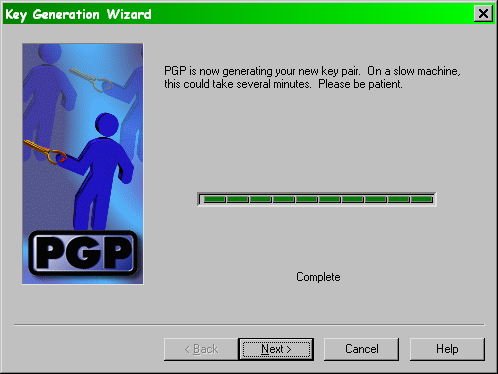 Key Generation Wizard
PGP is now generating your new key pair.  On a slow machine,
this could take several minutes.  Please be patient.
PGP
Complete
< Back
Next >
Cancel
Help